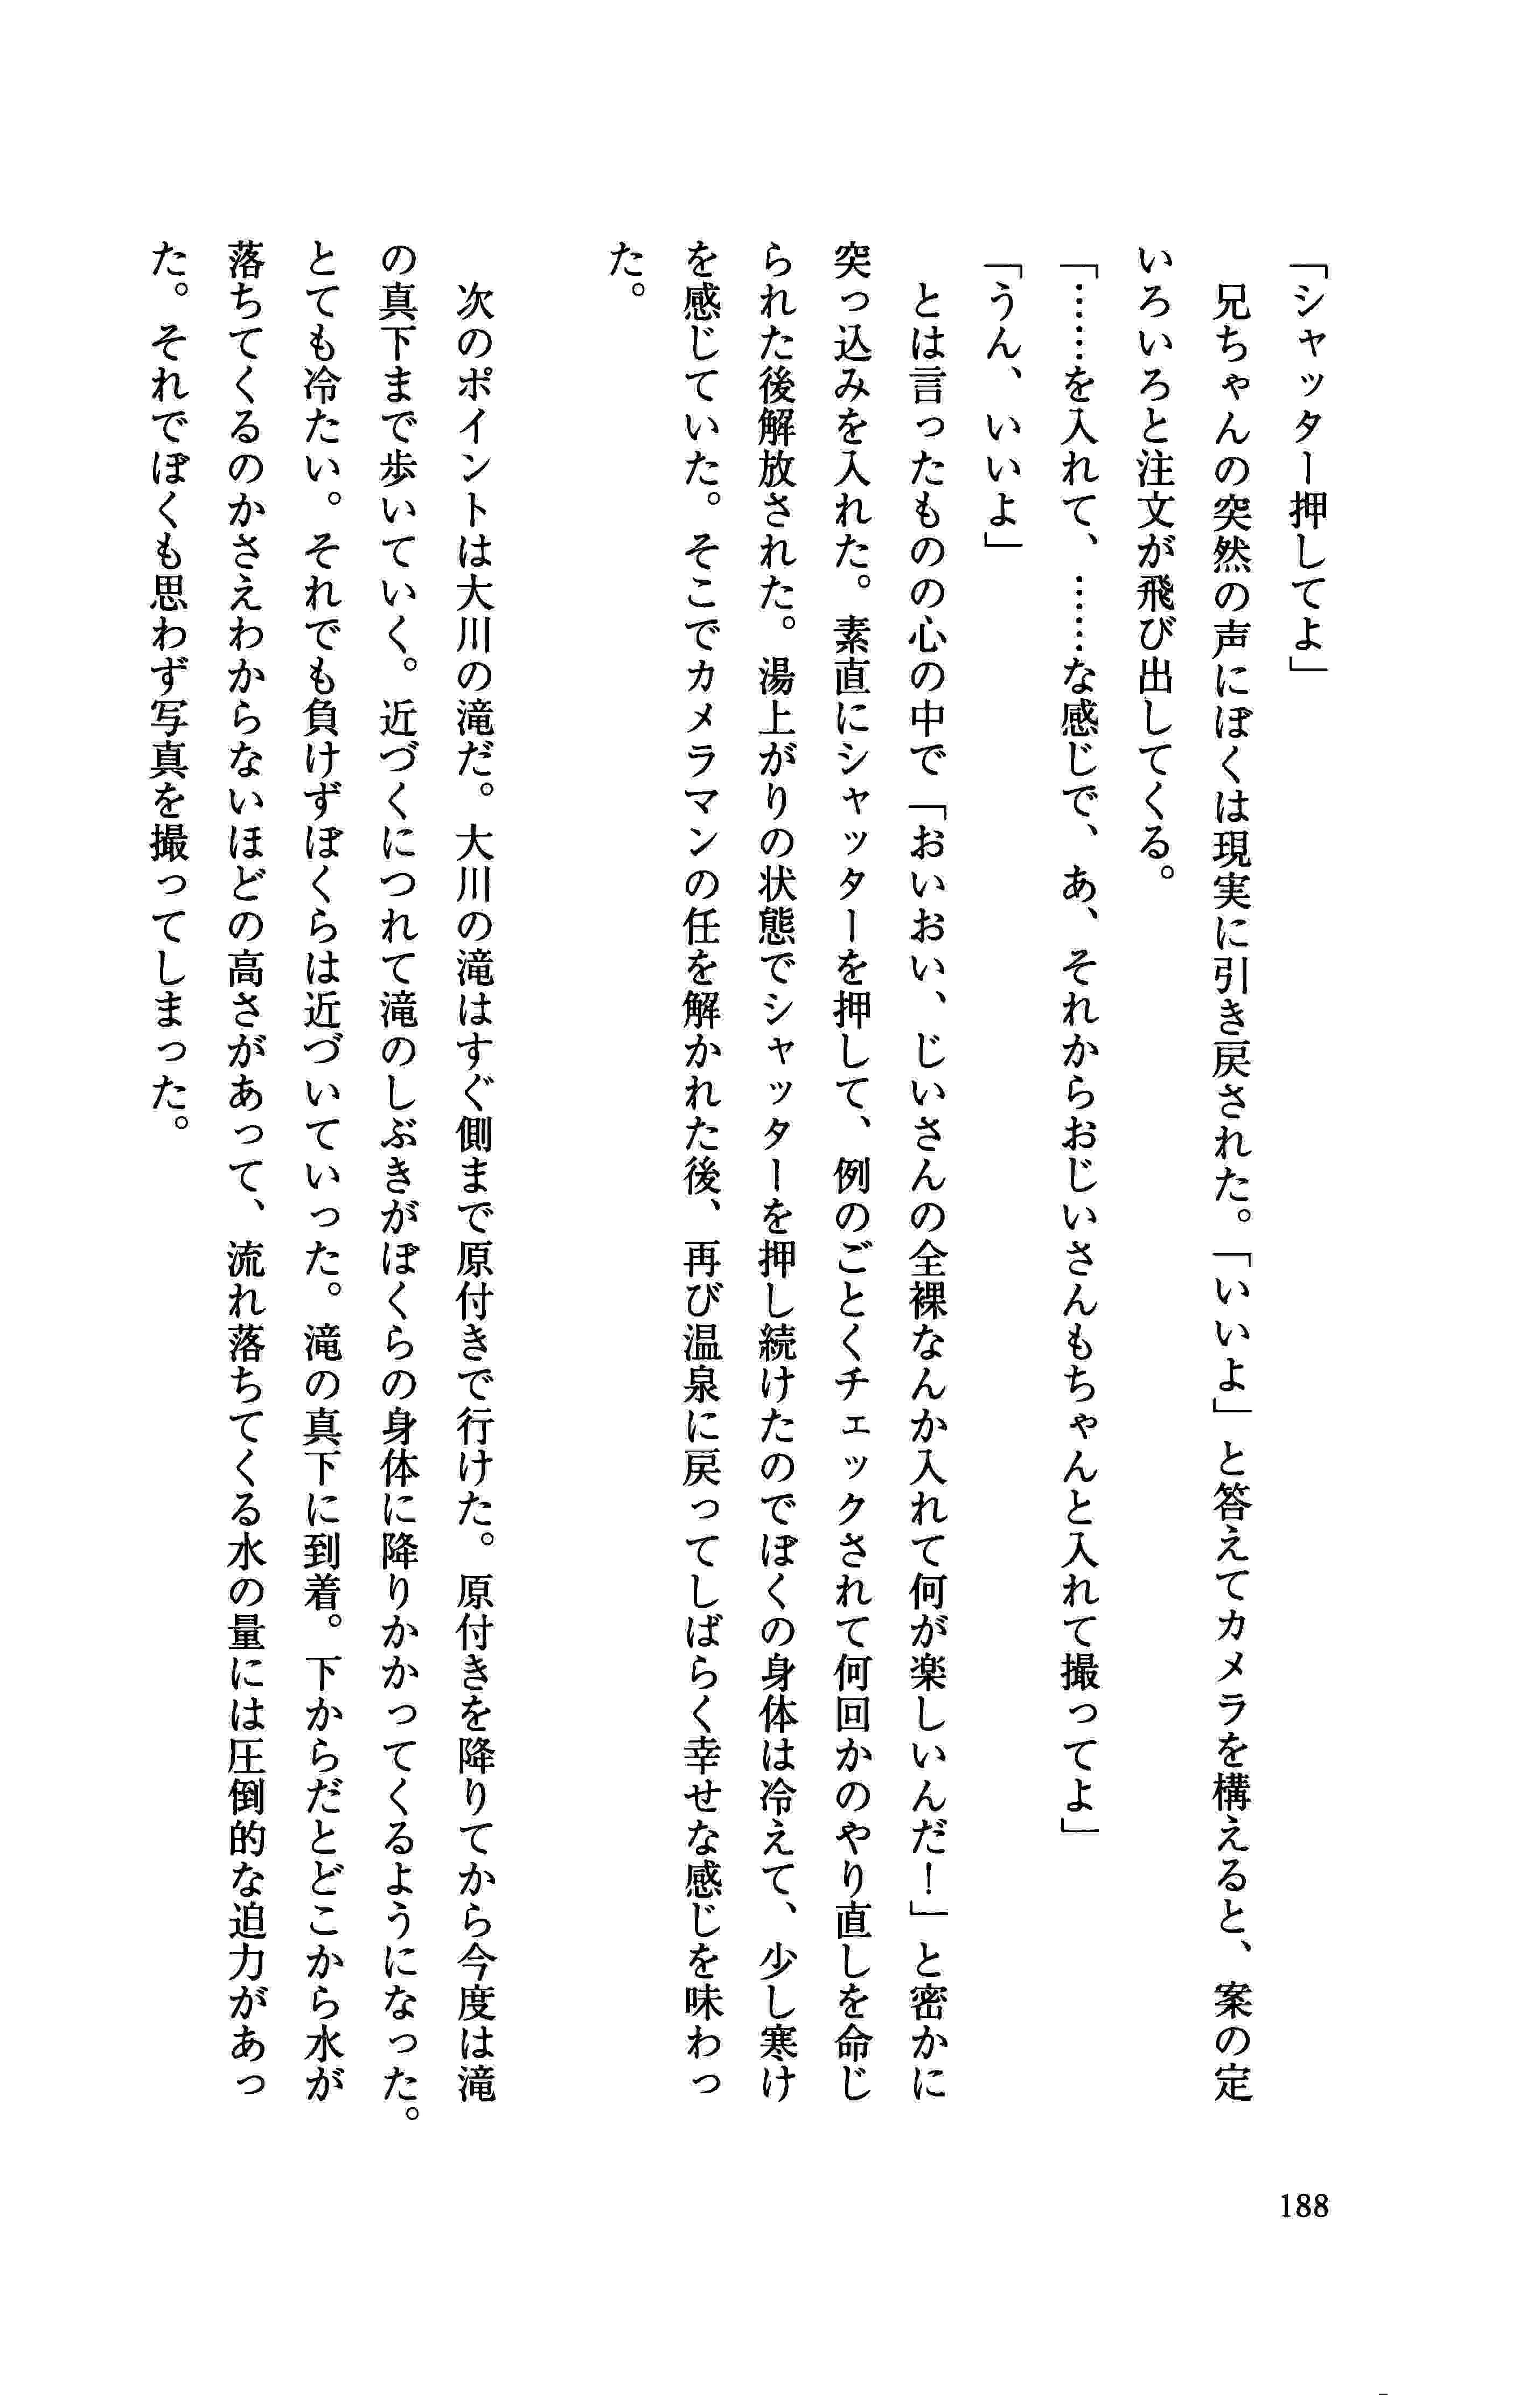 「シャッター押してよ」
　兄ちゃんの突然の声にぼくは現実に引き戻された。「いいよ」と答えてカメラを構えると、案の定
いろいろと注文が飛び出してくる。
「……を入れて、……な感じで、あ、それからおじいさんもちゃんと入れて撮ってよ」
「うん、いいよ」
　とは言ったものの心の中で「おいおい、じいさんの全裸なんか入れて何が楽しいんだ！」と密かに
突っ込みを入れた。素直にシャッターを押して、例のごとくチェックされて何回かのやり直しを命じ
られた後解放された。湯上がりの状態でシャッターを押し続けたのでぼくの身体は冷えて、少し寒け
を感じていた。そこでカメラマンの任を解かれた後、再び温泉に戻ってしばらく幸せな感じを味わっ
た。
　次のポイントは大川の滝だ。大川の滝はすぐ側まで原付きで行けた。原付きを降りてから今度は滝
の真下まで歩いていく。近づくにつれて滝のしぶきがぼくらの身体に降りかかってくるようになった。
とても冷たい。それでも負けずぼくらは近づいていった。滝の真下に到着。下からだとどこから水が
落ちてくるのかさえわからないほどの高さがあって、流れ落ちてくる水の量には圧倒的な迫力があっ
た。それでぼくも思わず写真を撮ってしまった。
188